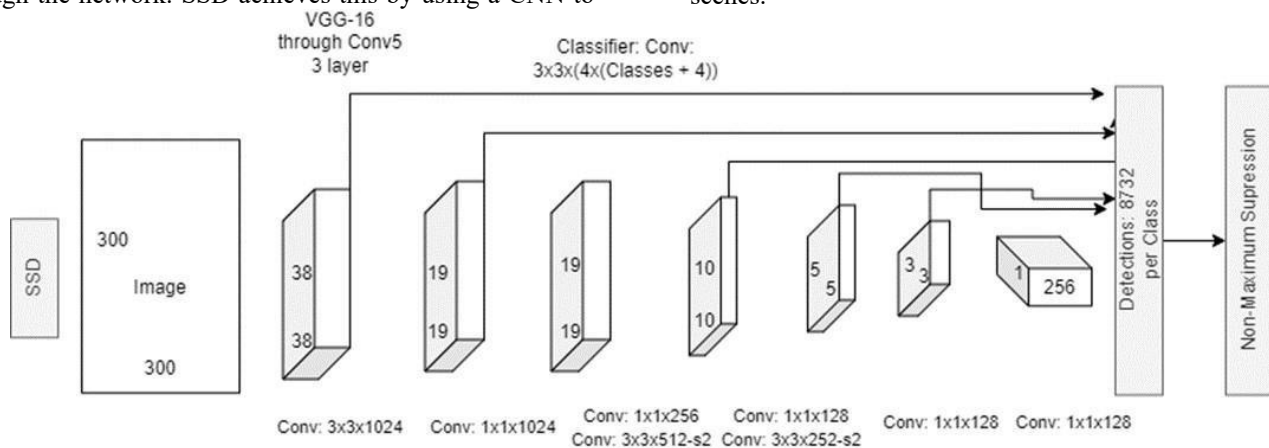 ugh the network. SSD achieves this by using a CNN to
scenes.
VGG-16
through Conv5
3 layer
Classifier: Conv:
3x3x(4x(Classes + 4))
SSD
300
Image
300
38
38
19
19
19
19
10
10
5
5
3
3
1
256
Detections: 8732
per Class
Non-Maximum Supression
Conv: 3x3x1024
Conv: 1x1x1024
Conv: 1x1x256
Conv: 3x3x512-s2
Conv: 1x1x128
Conv: 3x3x252-s2
Conv: 1x1x128
Conv: 1x1x128